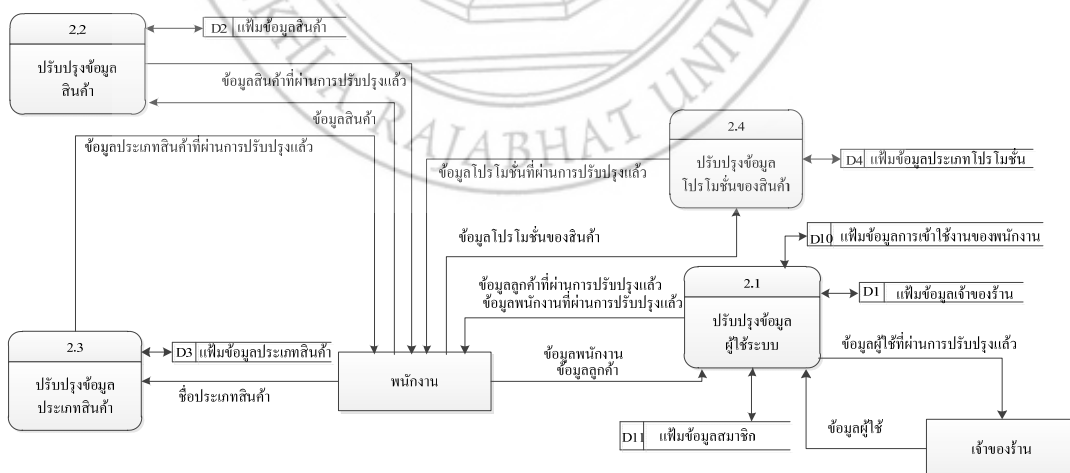 2.2
ปรับปรุงข้อมูล
สินค้า
D2 แฟ้มข้อมูลสินค้า
ข้อมูลสินค้าที่ผ่านการปรับปรุงแล้ว
ข้อมูลสินค้า
ข้อมูลประเภทสินค้าที่ผ่านการปรับปรุงแล้ว
RAJABHAT
2.4
ปรับปรุงข้อมูล
โปรโมชั่นของสินค้า
D4 แฟ้มข้อมูลประเภทโปรโมชั่น
ข้อมูลโปรโมชั่นที่ผ่านการปรับปรุงแล้ว
ข้อมูลโปรโมชั่นของสินค้า
D10 แฟ้มข้อมูลการเข้าใช้งานของพนักงาน
ข้อมูลลูกค้าที่ผ่านการปรับปรุงแล้ว
ข้อมูลพนักงานที่ผ่านการปรับปรุงแล้ว
2.1
ปรับปรุงข้อมูล
ผู้ใช้ระบบ
D1 แฟ้มข้อมูลเจ้าของร้าน
2.3
ปรับปรุงข้อมูล
ประเภทสินค้า
D3 แฟ้มข้อมูลประเภทสินค้า
ชื่อประเภทสินค้า
พนักงาน
ข้อมูลพนักงาน
ข้อมูลลูกค้า
ข้อมูลผู้ใช้ที่ผ่านการปรับปรุงแล้ว
D11 แฟ้มข้อมูลสมาชิก
ข้อมูลผู้ใช้
เจ้าของร้าน